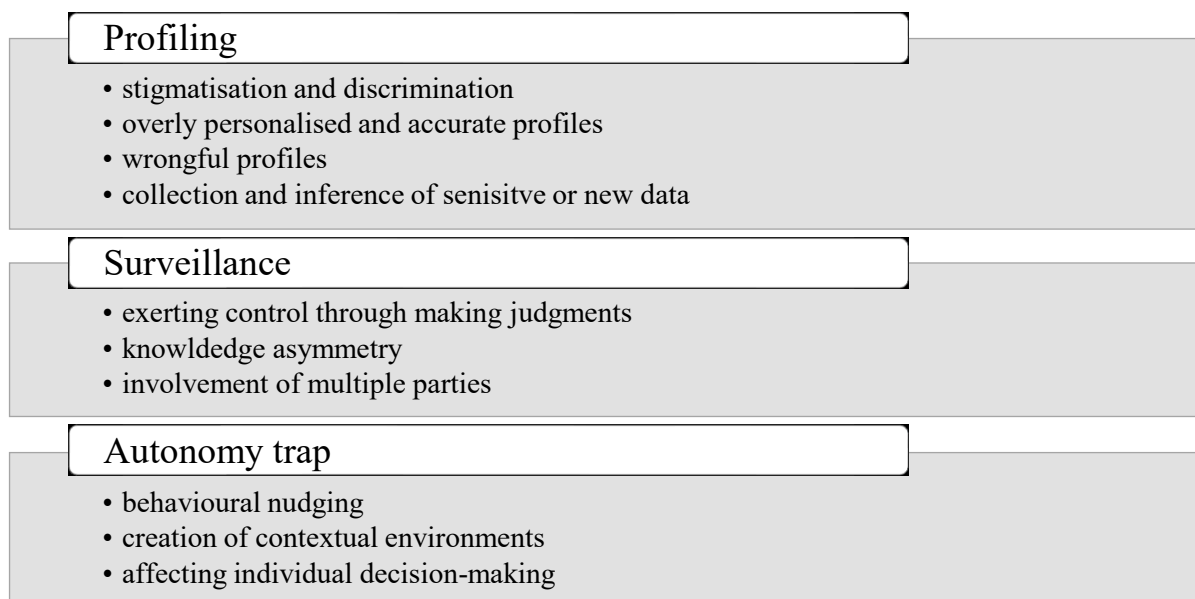 Profiling
• stigmatisation and discrimination
• overly personalised and accurate profiles
• wrongful profiles
• collection and inference of senisitve or new data
Surveillance
• exerting control through making judgments
• knowldedge asymmetry
• involvement of multiple parties
Autonomy trap
• behavioural nudging
• creation of contextual environments
• affecting individual decision-making